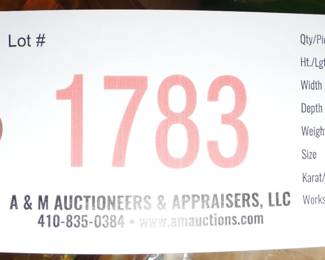 Lot #
Qty/Pi
Ht./Lgt
Width
Depth
Weigh
Size
Karat/
Works
1783
A & M AUCTIONEERS & APPRAISERS, LLC
410-835-0384 • www.amauctions.com